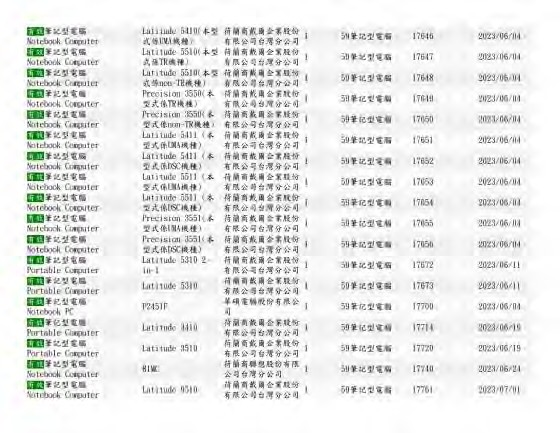 有效筆記型電腦 Latitude 5410(本型 荷蘭商戴爾企業股份 1 59筆記型電腦 17646 2023/06/04
Notebook Computer 式係UMA機種) 有限公司台灣分公司
有效筆記型電腦 Latitude 5510(本型 荷蘭商戴爾企業股份 1 59筆記型電腦 17647 2023/06/04
Notebook Computer 式係TR機種) 有限公司台灣分公司
有效筆記型電腦 Latitude 5510(本型 荷蘭商戴爾企業股份 1 59筆記型電腦 17648 2023/06/04
Notebook Computer 式係non-TR機種) 有限公司台灣分公司
有效筆記型電腦 Precision 3550(本 荷蘭商戴爾企業股份 1 59筆記型電腦 17649 2023/06/04
Notebook Computer 型式係TR機種) 有限公司台灣分公司
有效筆記型電腦 Precision 3550(本 荷蘭商戴爾企業股份 1 59筆記型電腦 17650 2023/06/04
Notebook Computer 型式係non-TR機種) 有限公司台灣分公司
有效筆記型電腦 Latitude 5411 (本 荷蘭商戴爾企業股份 1 59筆記型電腦 17651 2023/06/04
Notebook Computer 型式係UMA機種) 有限公司台灣分公司
有效筆記型電腦 Latitude 5411 (本 荷蘭商戴爾企業股份 1 59筆記型電腦 17652 2023/06/04
Notebook Computer 型式係DSC機種) 有限公司台灣分公司
有效筆記型電腦 Latitude 5511 (本 荷蘭商戴爾企業股份 1 59筆記型電腦 17653 2023/06/04
Notebook Computer 型式係UMA機種) 有限公司台灣分公司
有效筆記型電腦 Latitude 5511 (本 荷蘭商戴爾企業股份 1 59筆記型電腦 17654 2023/06/04
Notebook Computer 型式係DSC機種) 有限公司台灣分公司
有效筆記型電腦 Precision 3551(本 荷蘭商戴爾企業股份 1 59筆記型電腦 17655 2023/06/04
Notebook Computer 型式係UMA機種) 有限公司台灣分公司
有效筆記型電腦 Precision 3551(本 荷蘭商戴爾企業股份 1 59筆記型電腦 17656 2023/06/04
Notebook Computer 型式係DSC機種) 有限公司台灣分公司
有效筆記型電腦 Latitude 5310 2- 荷蘭商戴爾企業股份 1 59筆記型電腦 17672 2023/06/11
Portable Computer in-1 有限公司台灣分公司
有效筆記型電腦 Latitude 5310 荷蘭商戴爾企業股份 1 59筆記型電腦 17673 2023/06/11
Portable Computer 有限公司台灣分公司
有效筆記型電腦 P2451F 華碩電腦股份有限公 1 59筆記型電腦 17700 2023/06/04
Notebook PC 司
有效筆記型電腦 Latitude 3410 荷蘭商戴爾企業股份 1 59筆記型電腦 17714 2023/06/19
Portable Computer 有限公司台灣分公司
有效筆記型電腦 Latitude 3510 荷蘭商戴爾企業股份 1 59筆記型電腦 17720 2023/06/19
Portable Computer 有限公司台灣分公司
有效筆記型電腦 81MC 荷蘭商聯想股份有限 1 59筆記型電腦 17740 2023/06/24
Notebook Computer 公司台灣分公司
有效筆記型電腦 Latitude 9510 荷蘭商戴爾企業股份 1 59筆記型電腦 17761 2023/07/01
Notebook Computer 有限公司台灣分公司